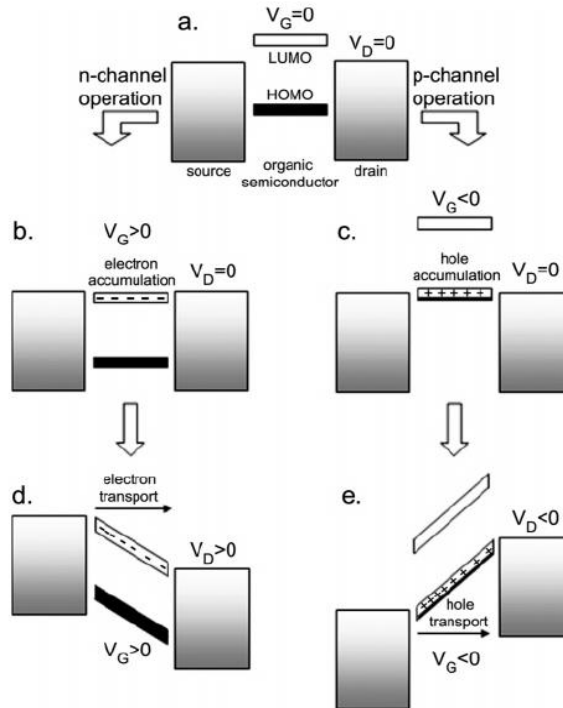 a.
V_G=0
LUMO
V_D=0
n-channel
operation
HOMO
p-channel
operation
source
organic
semiconductor
drain
b.
V_G>0
electron
accumulation
V_D=0
- - - - - -
c.
V_G<0
hole
accumulation
V_D=0
+ + + + + +
d.
electron
transport
V_D>0
V_G>0
e.
V_D<0
hole
transport
V_G<0